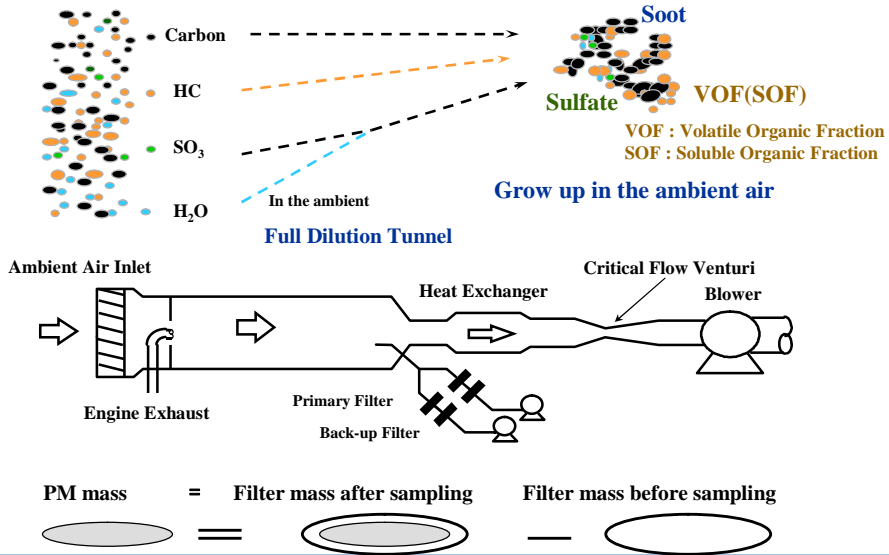 Carbon
HC
SO₃
H₂O
In the ambient
Soot
Sulfate
VOF(SOF)
VOF : Volatile Organic Fraction
SOF : Soluble Organic Fraction
Grow up in the ambient air
Full Dilution Tunnel
Ambient Air Inlet
Engine Exhaust
Heat Exchanger
Critical Flow Venturi
Blower
Primary Filter
Back-up Filter
PM mass = Filter mass after sampling Filter mass before sampling